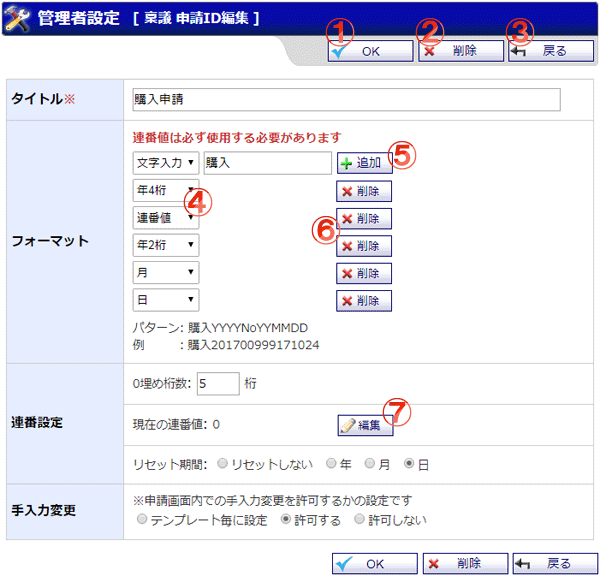 管理者設定 [ 稟議 申請ID編集 ]
① ② ③
OK 削除 戻る
タイトル※ 購入申請
連番値は必ず使用する必要があります
文字入力 購入 追加 ⑤
年4桁 削除
④
連番値 削除
フォーマット ⑥
年2桁 削除
月 削除
日 削除
パターン: 購入YYYYNoYYMMDD
例 : 購入201700999171024
0埋め桁数: 5 桁
⑦
連番設定 現在の連番値: 0 編集
リセット期間: リセットしない 年 月 日
※申請画面内での手入力変更を許可するかの設定です
手入力変更
テンプレート毎に設定 許可する 許可しない
OK 削除 戻る